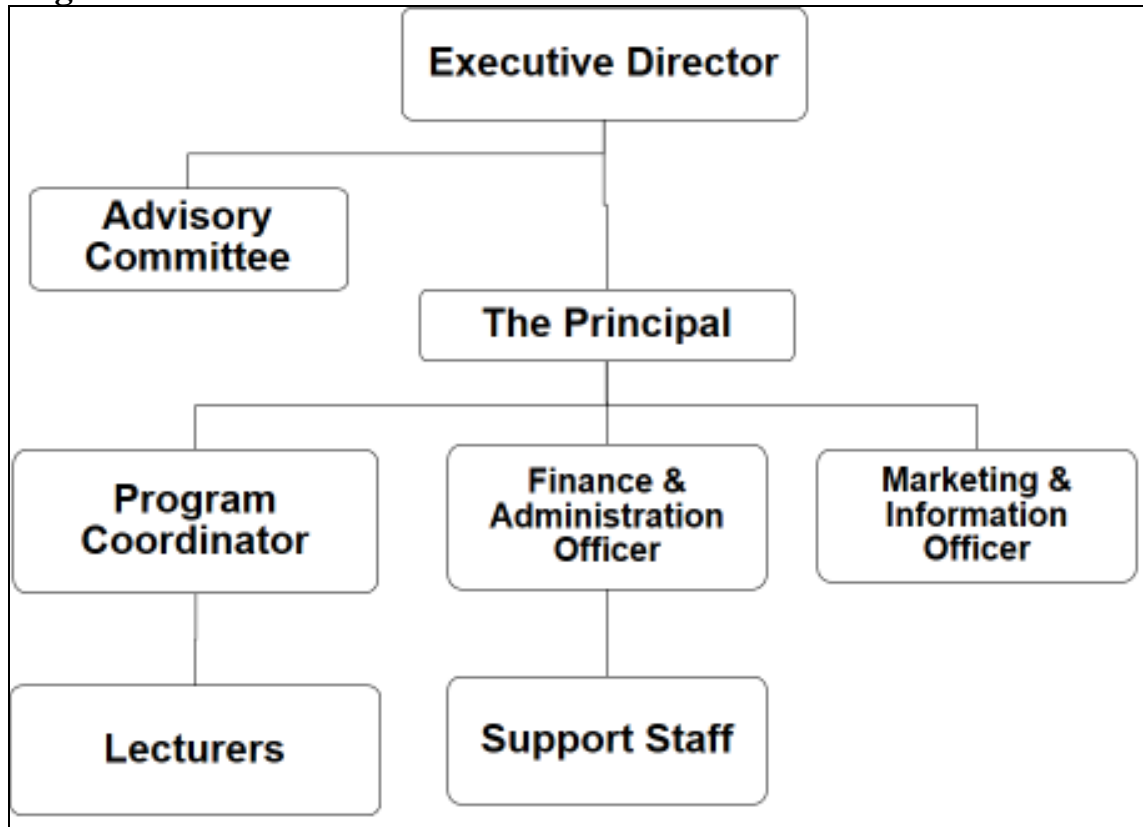 Executive Director
Advisory
Committee
The Principal
Program
Coordinator
Finance &
Administration
Officer
Marketing &
Information
Officer
Lecturers
Support Staff